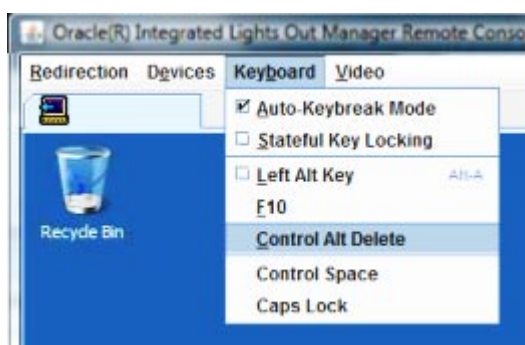 Oracle(R) Integrated Lights Out Manager Remote Conso
Redirection Devices Keyboard Video
Auto-Keybreak Mode
Stateful Key Locking
Left Alt Key Alt-A
F10
Recycle Bin
Control Alt Delete
Control Space
Caps Lock